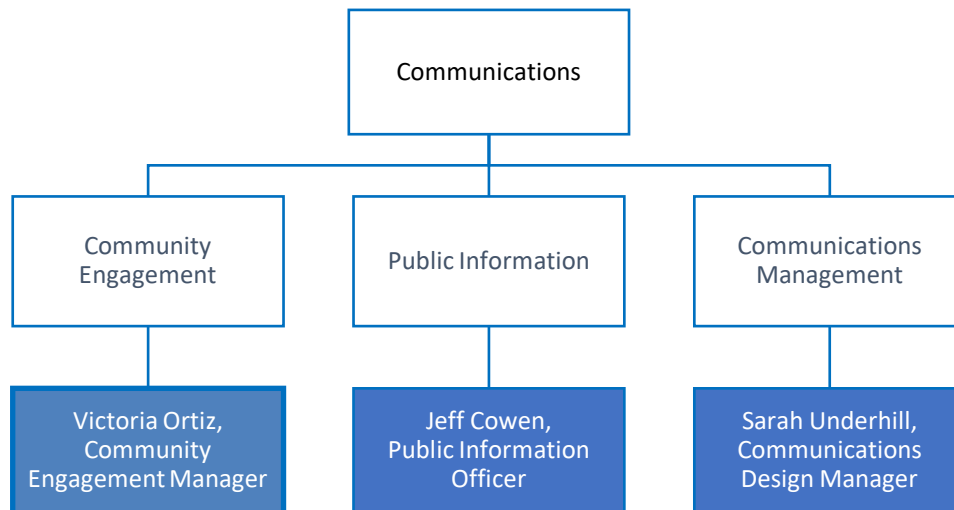 Communications
Community
Engagement
Public Information
Communications
Management
Victoria Ortiz,
Community
Engagement Manager
Jeff Cowen,
Public Information
Officer
Sarah Underhill,
Communications
Design Manager